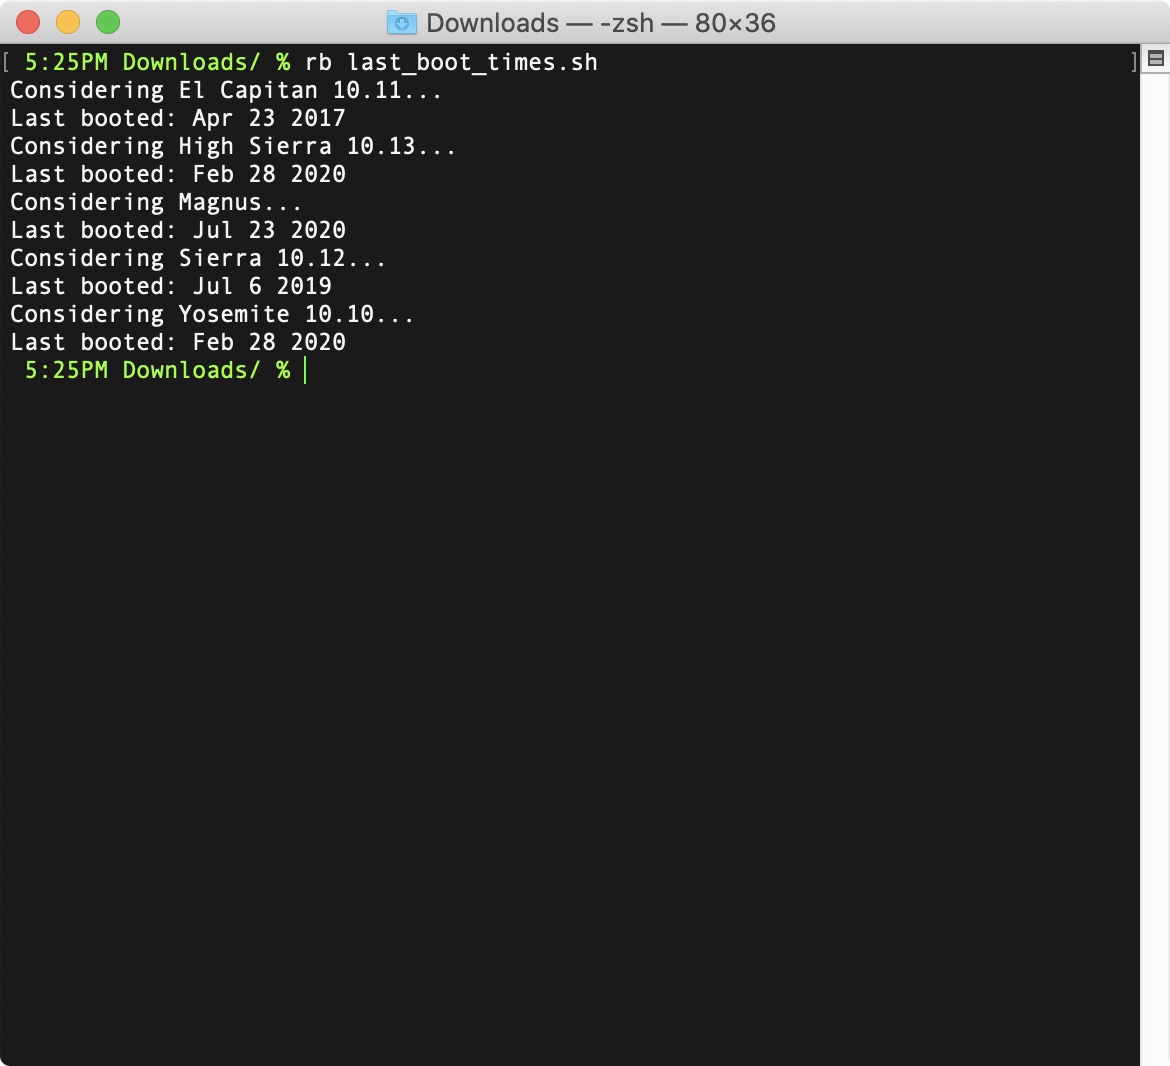 Downloads — -zsh — 80×36
[ 5:25PM Downloads/ % rb last_boot_times.sh ]
Considering El Capitan 10.11...
Last booted: Apr 23 2017
Considering High Sierra 10.13...
Last booted: Feb 28 2020
Considering Magnus...
Last booted: Jul 23 2020
Considering Sierra 10.12...
Last booted: Jul 6 2019
Considering Yosemite 10.10...
Last booted: Feb 28 2020
5:25PM Downloads/ %